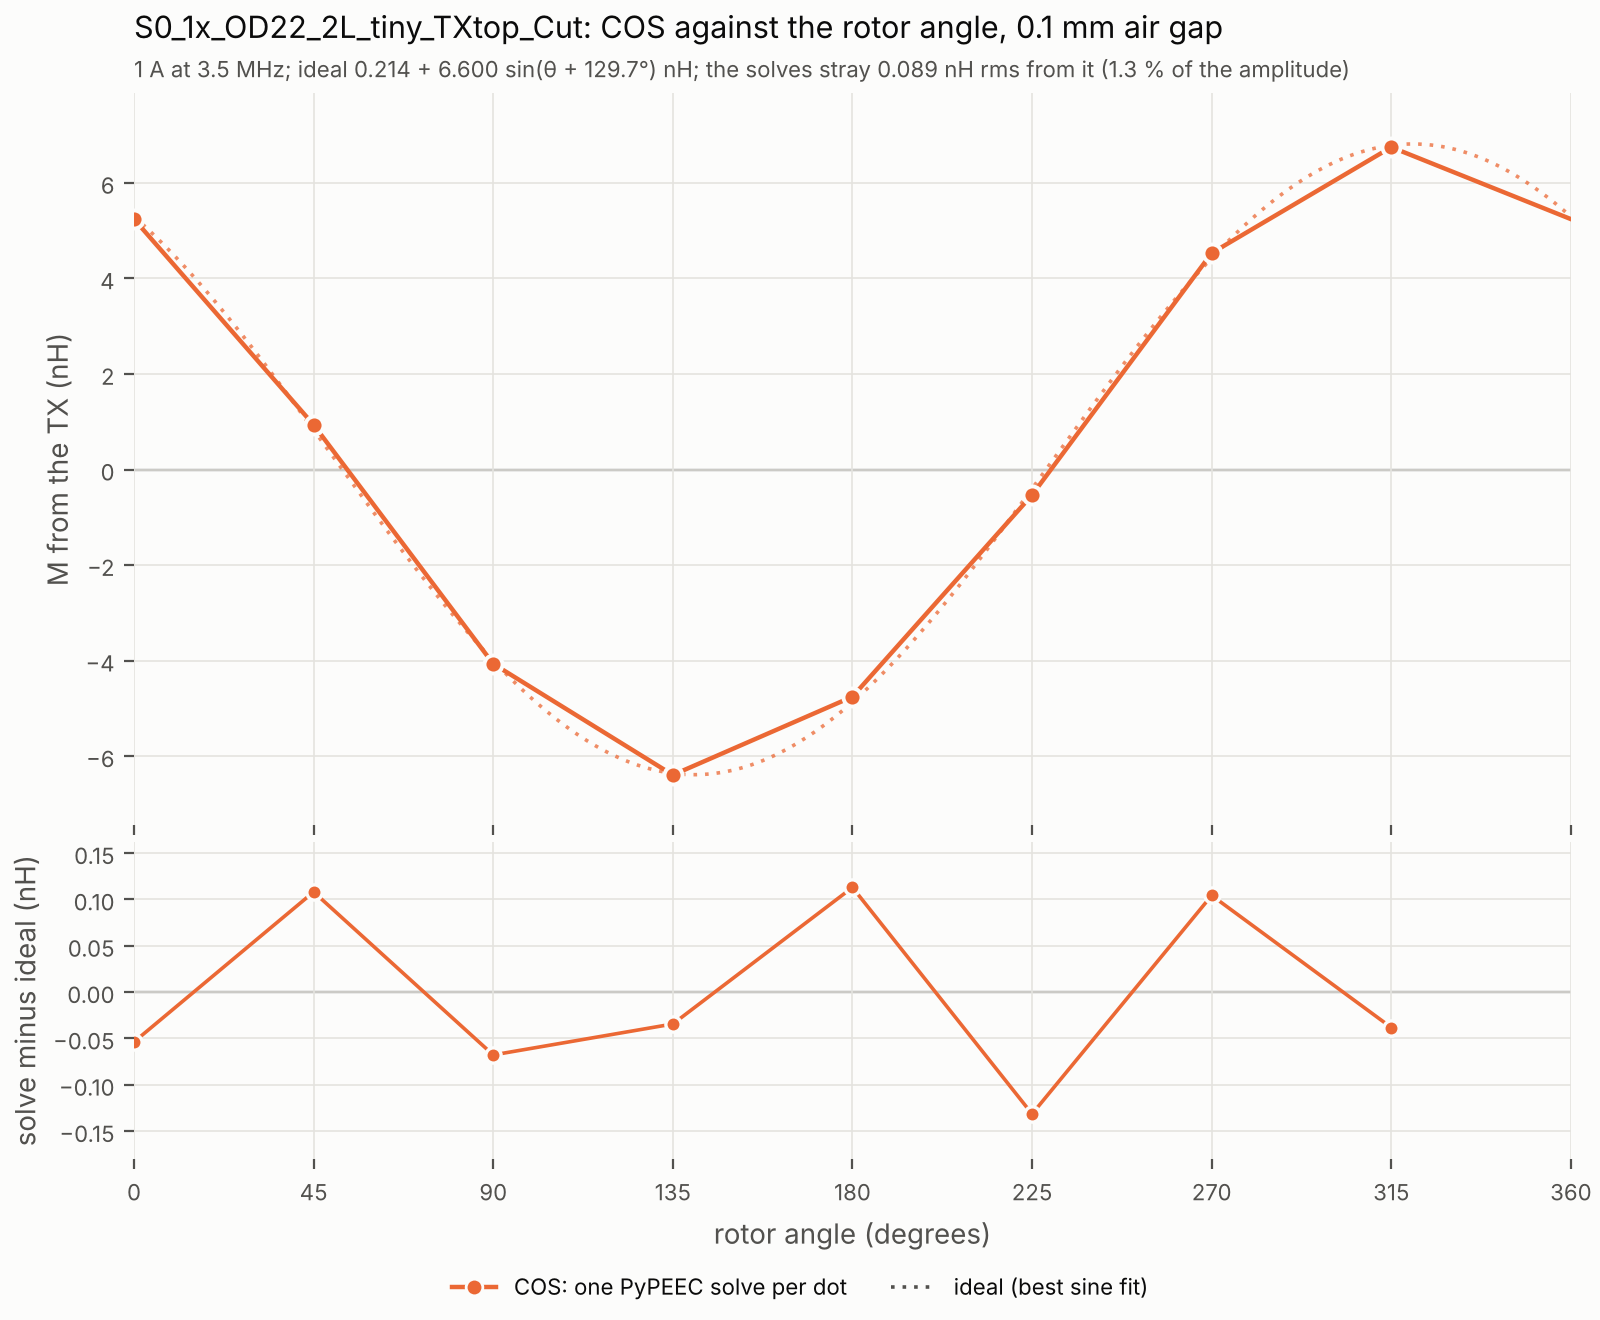 S0_1x_OD22_2L_tiny_TXtop_Cut: COS against the rotor angle, 0.1 mm air gap
1 A at 3.5 MHz; ideal 0.214 + 6.600 sin(θ + 129.7°) nH; the solves stray 0.089 nH rms from it (1.3 % of the amplitude)
M from the TX (nH)
6
4
2
0
−2
−4
−6
solve minus ideal (nH)
0.15
0.10
0.05
0.00
−0.05
−0.10
−0.15
0 45 90 135 180 225 270 315 360
rotor angle (degrees)
COS: one PyPEEC solve per dot ideal (best sine fit)